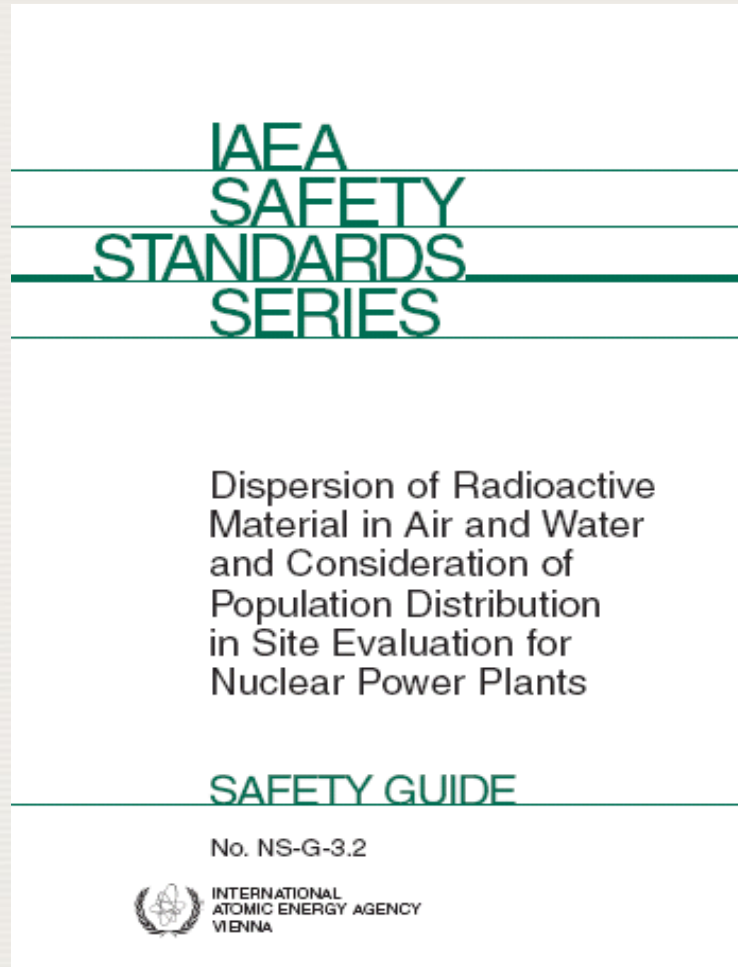 IAEA
SAFETY
STANDARDS
SERIES
Dispersion of Radioactive
Material in Air and Water
and Consideration of
Population Distribution
in Site Evaluation for
Nuclear Power Plants
SAFETY GUIDE
No. NS-G-3.2
INTERNATIONAL
ATOMIC ENERGY AGENCY
VIENNA